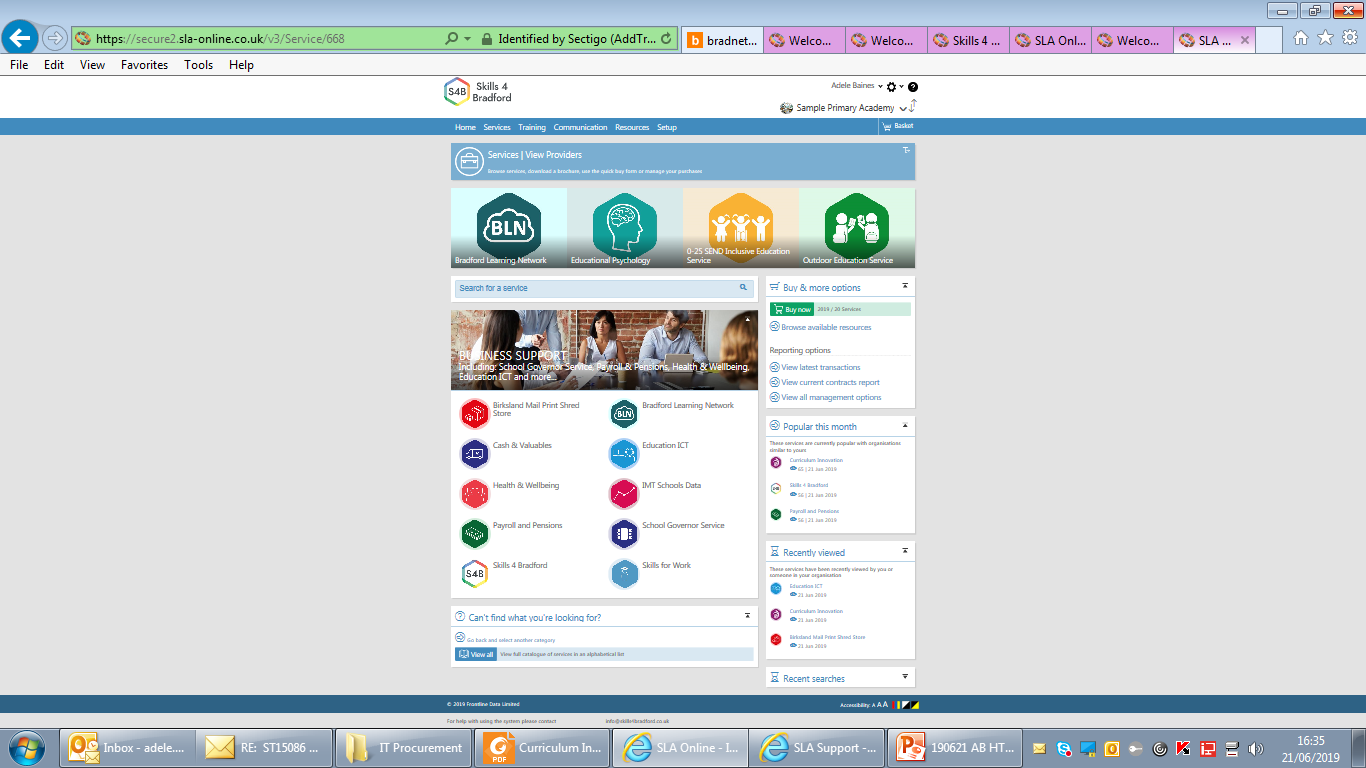 https://secure2.sla-online.co.uk/v3/Service/668
Identified by Sectigo (AddTr...
bradnet...
Welco...
Welco...
Skills 4 ...
SLA Onl...
Welco...
SLA ...
File Edit View Favorites Tools Help
S4B Skills 4
Bradford
Adele Baines
Sample Primary Academy
Home Services Training Communication Resources Setup
Basket
Services | View Providers
Browse services, download a brochure, use the quick buy form or manage your purchases
BLN
Bradford Learning Network
Educational Psychology
0-25 SEND Inclusive Education
Service
Outdoor Education Service
Search for a service
BUSINESS SUPPORT
Including: School Governor Service, Payroll & Pensions, Health & Wellbeing,
Education ICT and more...
Birksland Mail Print Shred
Store
BLN
Bradford Learning Network
Cash & Valuables
Education ICT
Health & Wellbeing
IMT Schools Data
Payroll and Pensions
School Governor Service
S4B
Skills 4 Bradford
Skills for Work
Can't find what you're looking for?
Go back and select another category
View all
View full catalogue of services in an alphabetical list
Buy & more options
Buy now
2019 / 20 Services
Browse available resources
Reporting options
View latest transactions
View current contracts report
View all management options
Popular this month
These services are currently popular with organisations
similar to yours
Curriculum Innovation
65 | 21 Jun 2019
Skills 4 Bradford
56 | 21 Jun 2019
Payroll and Pensions
56 | 21 Jun 2019
Recently viewed
These services have been recently viewed by you or
someone in your organisation
Education ICT
21 Jun 2019
Curriculum Innovation
21 Jun 2019
Birksland Mail Print Shred Store
21 Jun 2019
Recent searches
© 2019 Frontline Data Limited
Accessibility: A A A
For help with using the system please contact
info@skills4bradford.co.uk
Inbox - adele....
RE: ST15086 ...
IT Procurement
PDF
Curriculum In...
SLA Online - I...
SLA Support -...
190621 AB HT...
16:35
21/06/2019